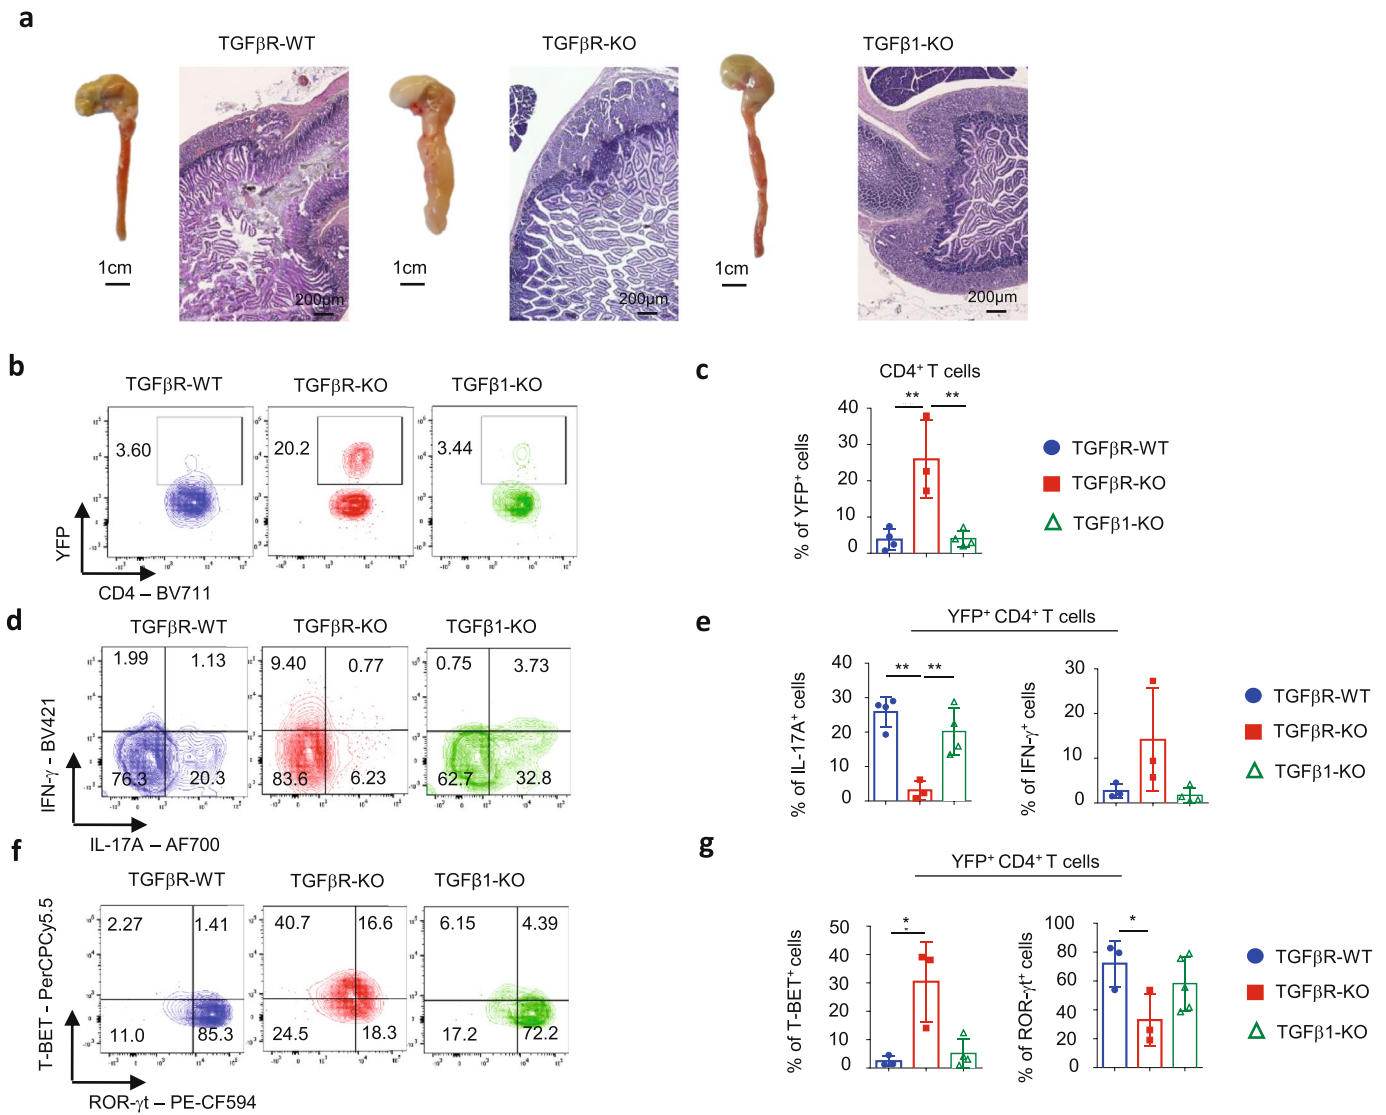 a
TGFβR-WT
TGFβR-KO
TGFβ1-KO
1cm
200μm
1cm
200μm
1cm
200μm
b
TGFβR-WT
TGFβR-KO
TGFβ1-KO
3.60
20.2
3.44
YFP
CD4 – BV711
c
CD4⁺ T cells
** **
% of YFP⁺ cells
40
30
20
10
0
TGFβR-WT
TGFβR-KO
TGFβ1-KO
d
TGFβR-WT
TGFβR-KO
TGFβ1-KO
1.99 1.13
9.40 0.77
0.75 3.73
76.3 20.3
83.6 6.23
62.7 32.8
IFN-γ – BV421
IL-17A – AF700
e
YFP⁺ CD4⁺ T cells
** **
% of IL-17A⁺ cells
40
30
20
10
0
% of IFN-γ⁺ cells
30
20
10
0
TGFβR-WT
TGFβR-KO
TGFβ1-KO
f
TGFβR-WT
TGFβR-KO
TGFβ1-KO
2.27 1.41
40.7 16.6
6.15 4.39
11.0 85.3
24.5 18.3
17.2 72.2
T-BET - PerCPCy5.5
ROR-γt – PE-CF594
g
YFP⁺ CD4⁺ T cells
*
% of T-BET⁺ cells
50
40
30
20
10
0
*
% of ROR-γt⁺ cells
100
80
60
40
20
0
TGFβR-WT
TGFβR-KO
TGFβ1-KO